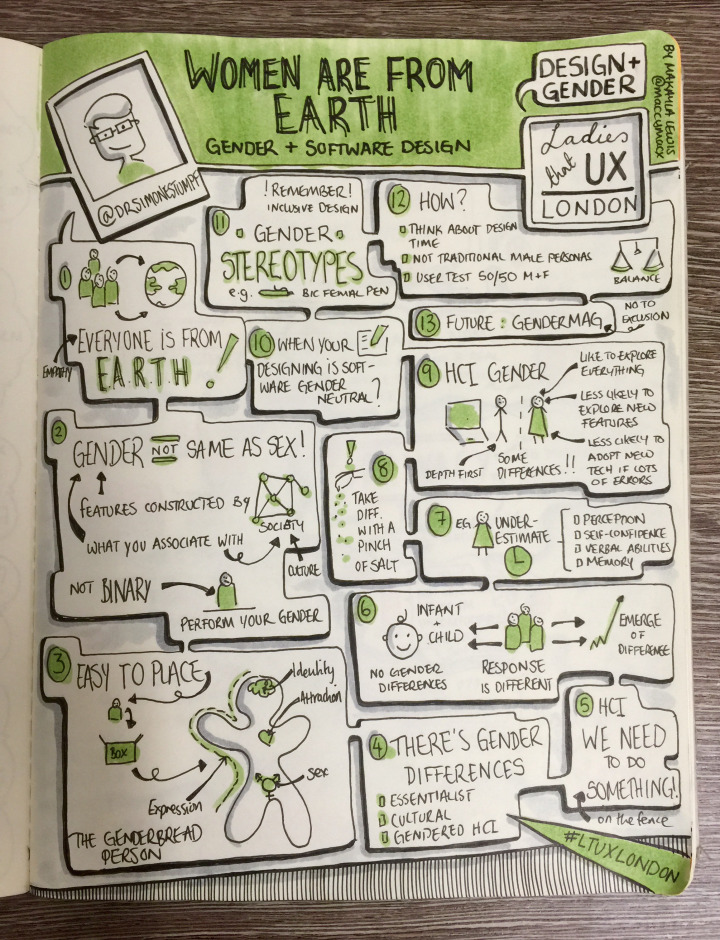 WOMEN ARE FROM
EARTH
GENDER + SOFTWARE DESIGN
DESIGN +
GENDER
BY MAKAYLA LEWIS
@maccymacx
Ladies
that UX
LONDON
@DRSIMONESTUMPF
1
EVERYONE IS FROM
EARTH!
EMPATHY
2
GENDER NOT SAME AS SEX!
FEATURES CONSTRUCTED BY
SOCIETY
WHAT YOU ASSOCIATE WITH
CULTURE
NOT BINARY
PERFORM YOUR GENDER
3
EASY TO PLACE
BOX
Identity
Attraction
Sex
Expression
THE GENDERBREAD
PERSON
4 THERE'S GENDER
DIFFERENCES
ESSENTIALIST
CULTURAL
GENDERED HCI
5 HCI
WE NEED
TO DO
SOMETHING!
on the fence
6
INFANT
+
CHILD
NO GENDER
DIFFERENCES
RESPONSE
IS DIFFERENT
EMERGE
OF
DIFFERENCE
7 EG. UNDER-
ESTIMATE
PERCEPTION
SELF-CONFIDENCE
VERBAL ABILITIES
MEMORY
8
!
TAKE
DIFF.
WITH A
PINCH
OF SALT
9 HCI GENDER
LIKE TO EXPLORE
EVERYTHING
LESS LIKELY TO
EXPLORE NEW
FEATURES
LESS LIKELY TO
ADOPT NEW
TECH IF LOTS
OF ERRORS
DEPTH FIRST
SOME
DIFFERENCES!!
10 WHEN YOUR
DESIGNING IS SOFT-
WARE GENDER
NEUTRAL?
11
!REMEMBER!
INCLUSIVE DESIGN
GENDER
STEREOTYPES
e.g. BIC FEMAL PEN
12 HOW?
THINK ABOUT DESIGN
TIME
NOT TRADITIONAL MALE PERSONAS
USER TEST 50/50 M+F
BALANCE
13 FUTURE: GENDERMAG
NO TO
EXCLUSION
#LTUXLONDON